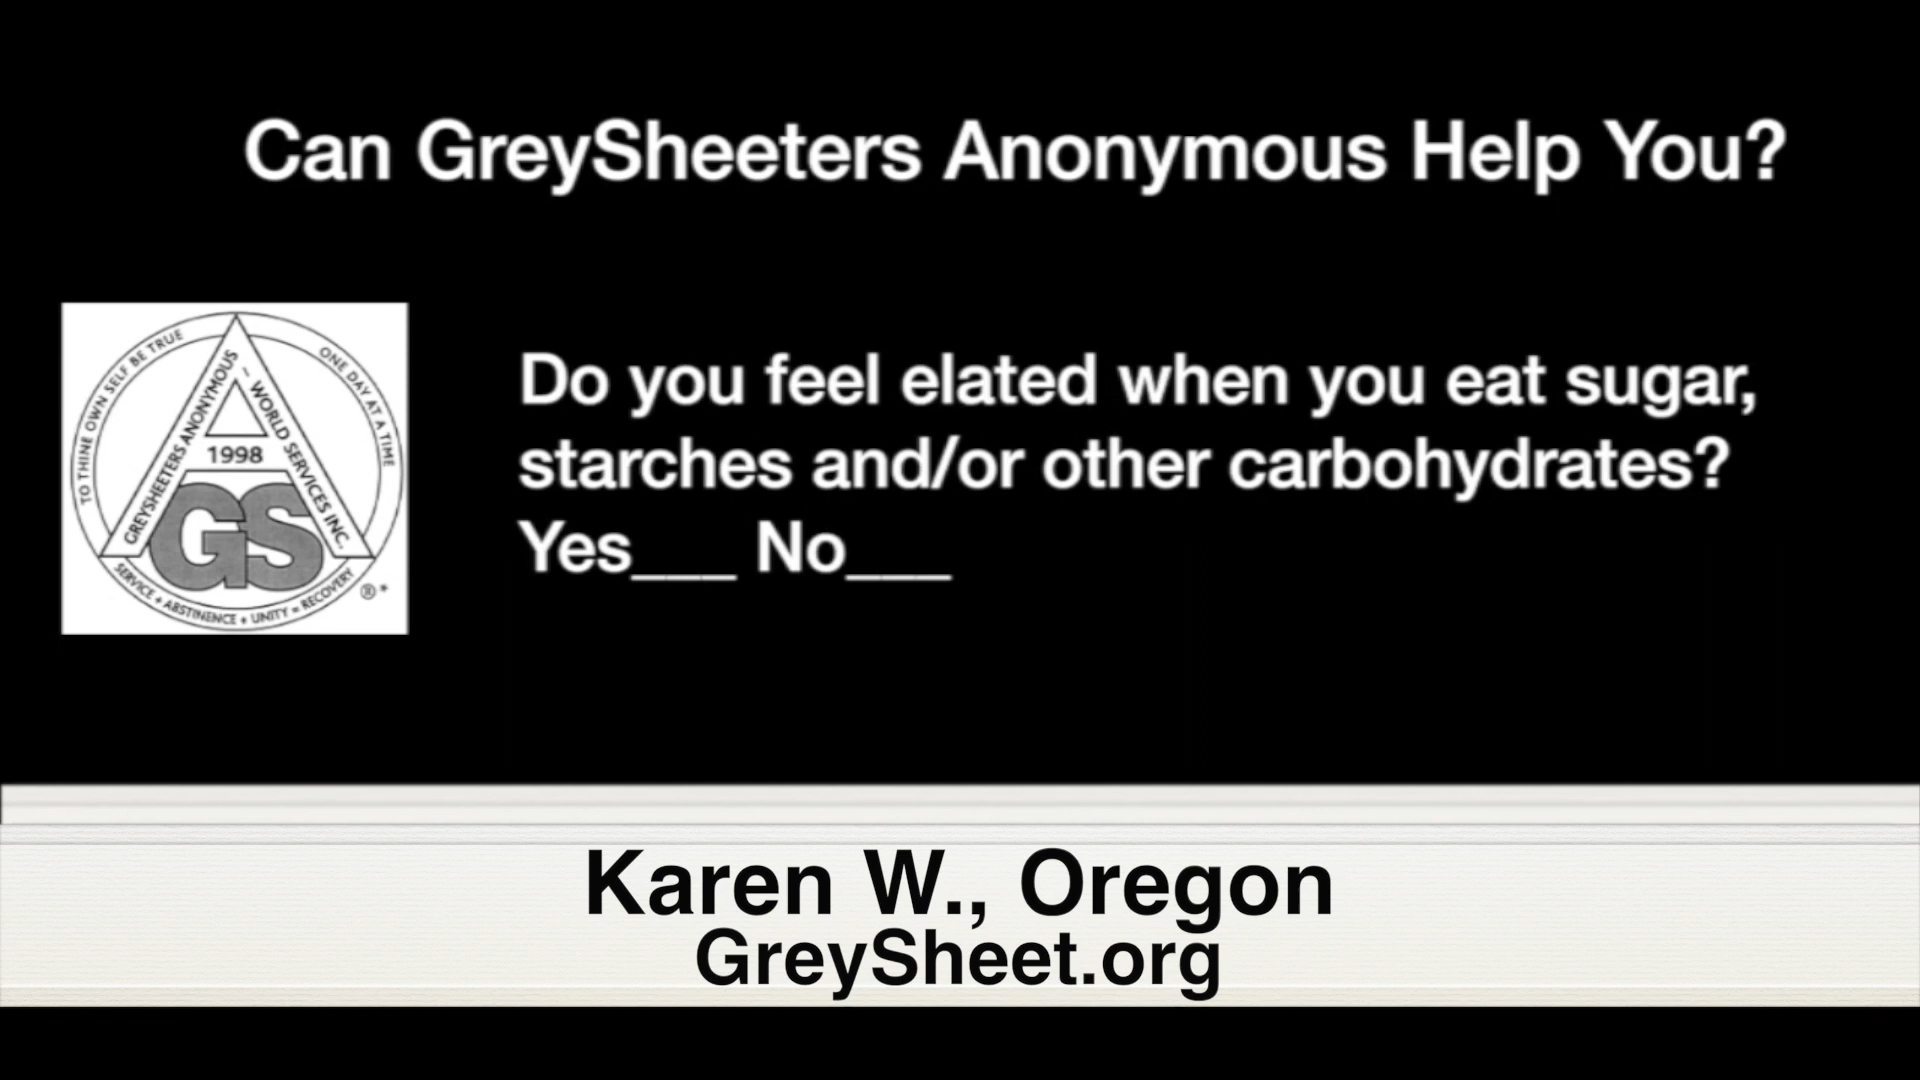 Can GreySheeters Anonymous Help You?
TO THINE OWN SELF BE TRUE
ONE DAY AT A TIME
GREYSHEETERS ANONYMOUS – WORLD SERVICES INC.
1998
GS
SERVICE + ABSTINENCE + UNITY = RECOVERY
®*
Do you feel elated when you eat sugar,
starches and/or other carbohydrates?
Yes___ No___
Karen W., Oregon
GreySheet.org